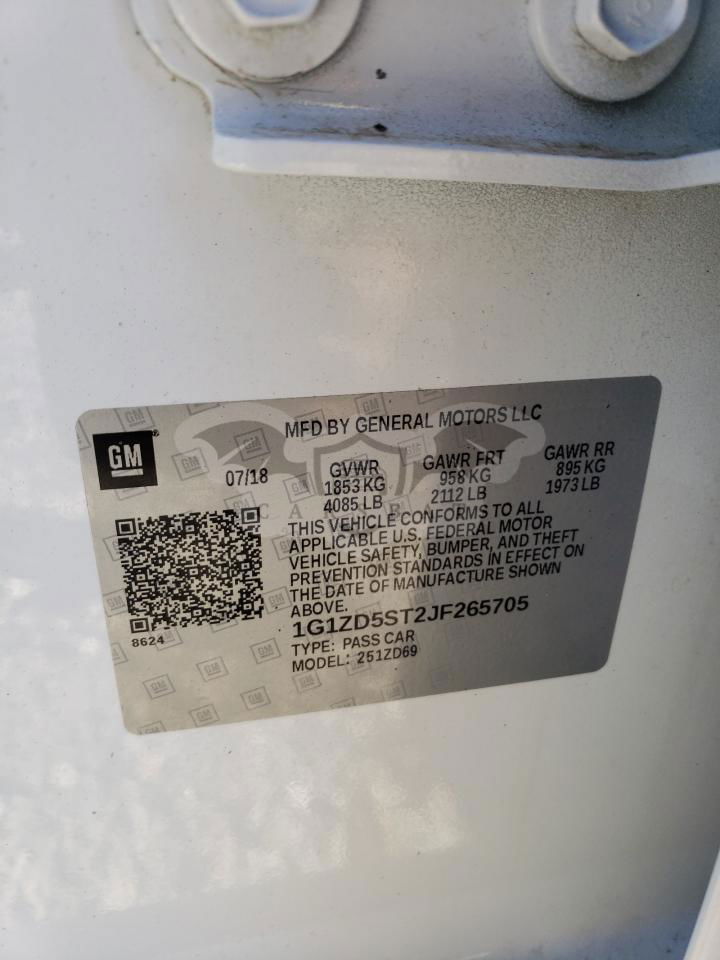 MFD BY GENERAL MOTORS LLC
GM
07/18
GVWR GAWR FRT GAWR RR
1853 KG 958 KG 895 KG
4085 LB 2112 LB 1973 LB
THIS VEHICLE CONFORMS TO ALL
APPLICABLE U.S. FEDERAL MOTOR
VEHICLE SAFETY, BUMPER, AND THEFT
PREVENTION STANDARDS IN EFFECT ON
THE DATE OF MANUFACTURE SHOWN
ABOVE.
1G1ZD5ST2JF265705
TYPE: PASS CAR
MODEL: 251ZD69
8624